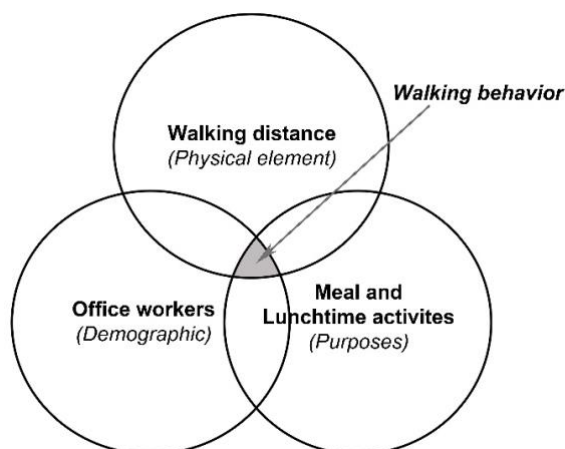 Walking behavior
Walking distance
(Physical element)
Office workers
(Demographic)
Meal and
Lunchtime activites
(Purposes)